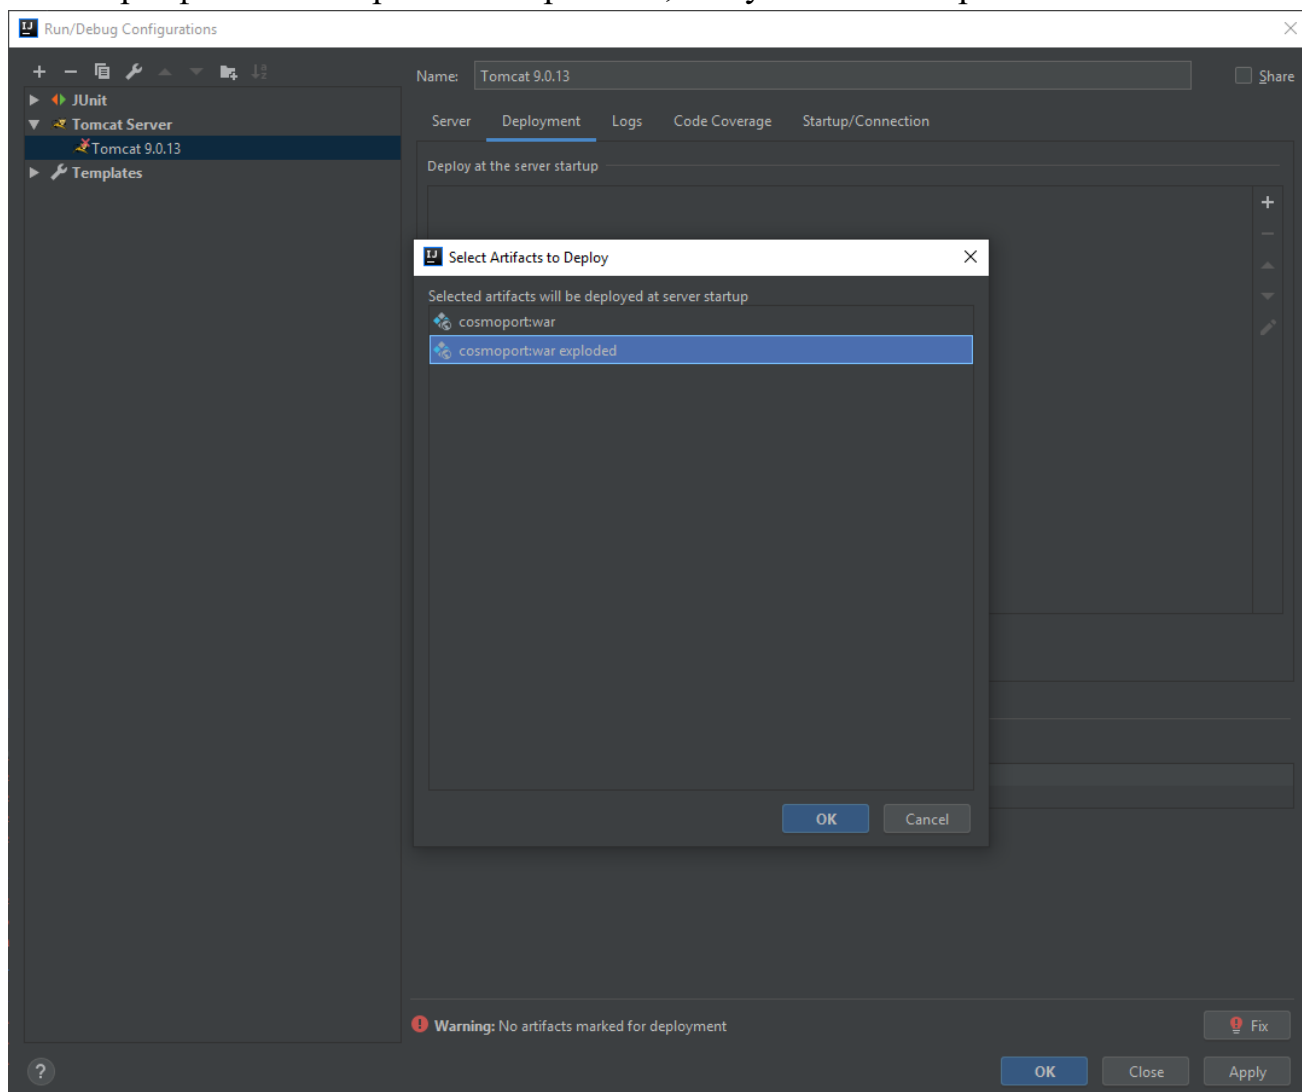 Run/Debug Configurations
Name: Tomcat 9.0.13 Share
JUnit
Tomcat Server
Tomcat 9.0.13
Templates
Server Deployment Logs Code Coverage Startup/Connection
Deploy at the server startup
Select Artifacts to Deploy
Selected artifacts will be deployed at server startup
cosmoport:war
cosmoport:war exploded
OK Cancel
Warning: No artifacts marked for deployment
Fix
? OK Close Apply